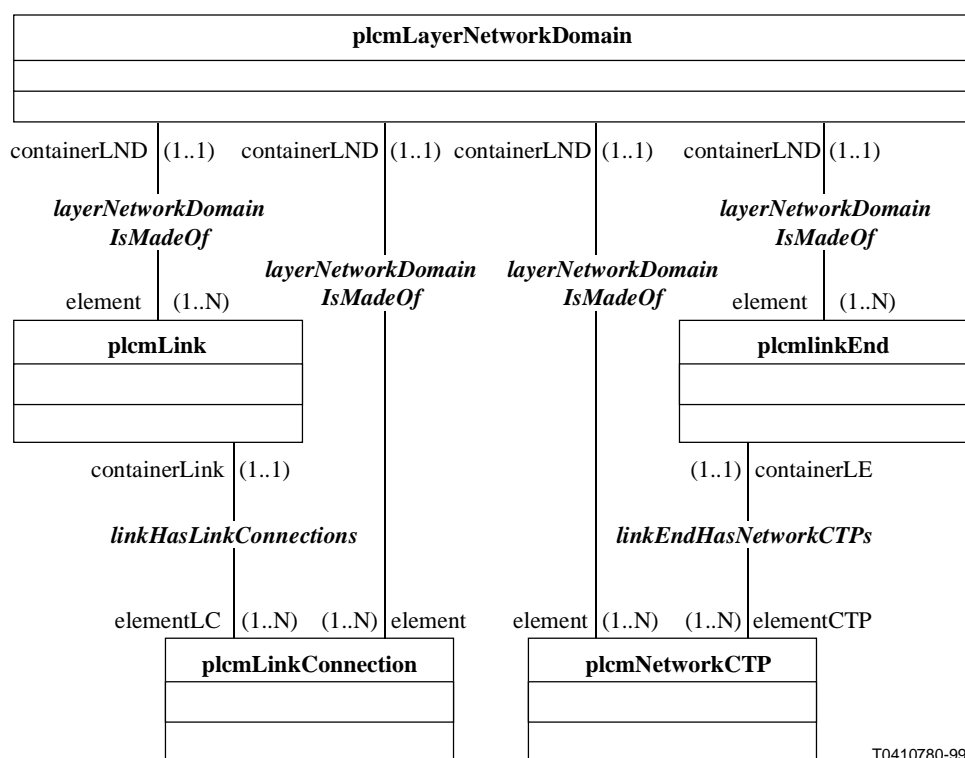 plcmLayerNetworkDomain
containerLND (1..1) containerLND (1..1) containerLND (1..1) containerLND (1..1)
layerNetworkDomain
IsMadeOf
layerNetworkDomain
IsMadeOf
layerNetworkDomain
IsMadeOf
layerNetworkDomain
IsMadeOf
element (1..N)
element (1..N)
plcmLink
plcmlinkEnd
containerLink (1..1)
(1..1) containerLE
linkHasLinkConnections
linkEndHasNetworkCTPs
elementLC (1..N) (1..N) element
element (1..N) (1..N) elementCTP
plcmLinkConnection
plcmNetworkCTP
T0410780-99